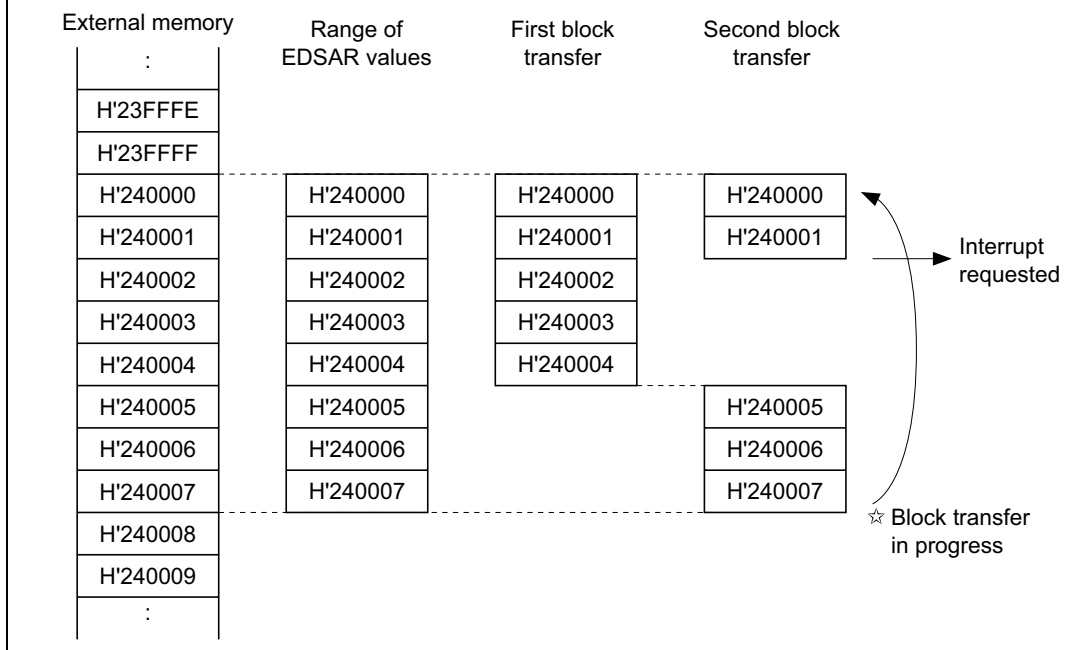 External memory
Range of
EDSAR values
First block
transfer
Second block
transfer
:
H'23FFFE
H'23FFFF
H'240000 H'240000 H'240000 H'240000
H'240001 H'240001 H'240001 H'240001
Interrupt
requested
H'240002 H'240002 H'240002
H'240003 H'240003 H'240003
H'240004 H'240004 H'240004
H'240005 H'240005 H'240005
H'240006 H'240006 H'240006
H'240007 H'240007 H'240007
☆ Block transfer
in progress
H'240008
H'240009
: